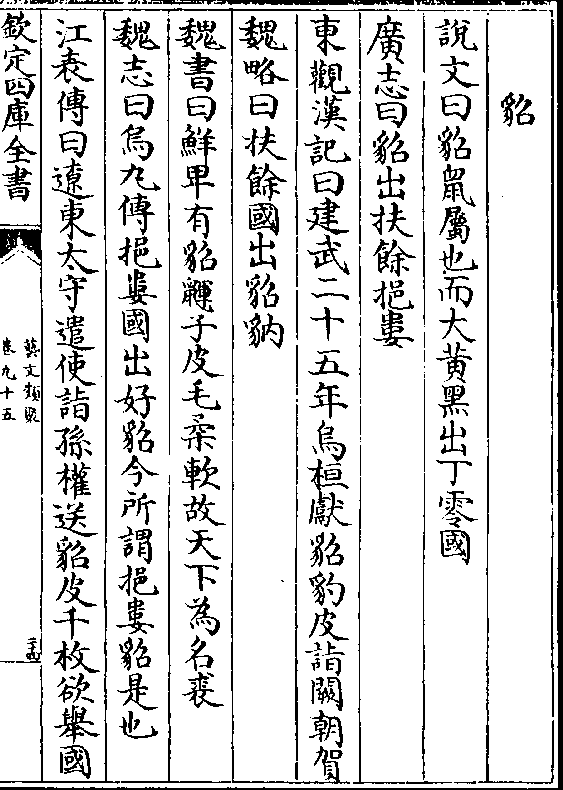 貂
說文曰貂鼠屬也而大黃黑出丁零國
廣志曰貂出扶餘挹婁
東觀漢記曰建武二十五年烏桓獻貂豹皮詣闕朝賀
魏略曰扶餘國出貂豽
魏書曰鮮卑有貂䶉子皮毛柔軟故天下為名裘
魏志曰烏丸傳挹婁國出好貂今所謂挹婁貂是也
江表傳曰遼東太守遣使詣孫權送貂皮千枚欲舉國
欽定四庫全書
藝文類聚
卷九十五